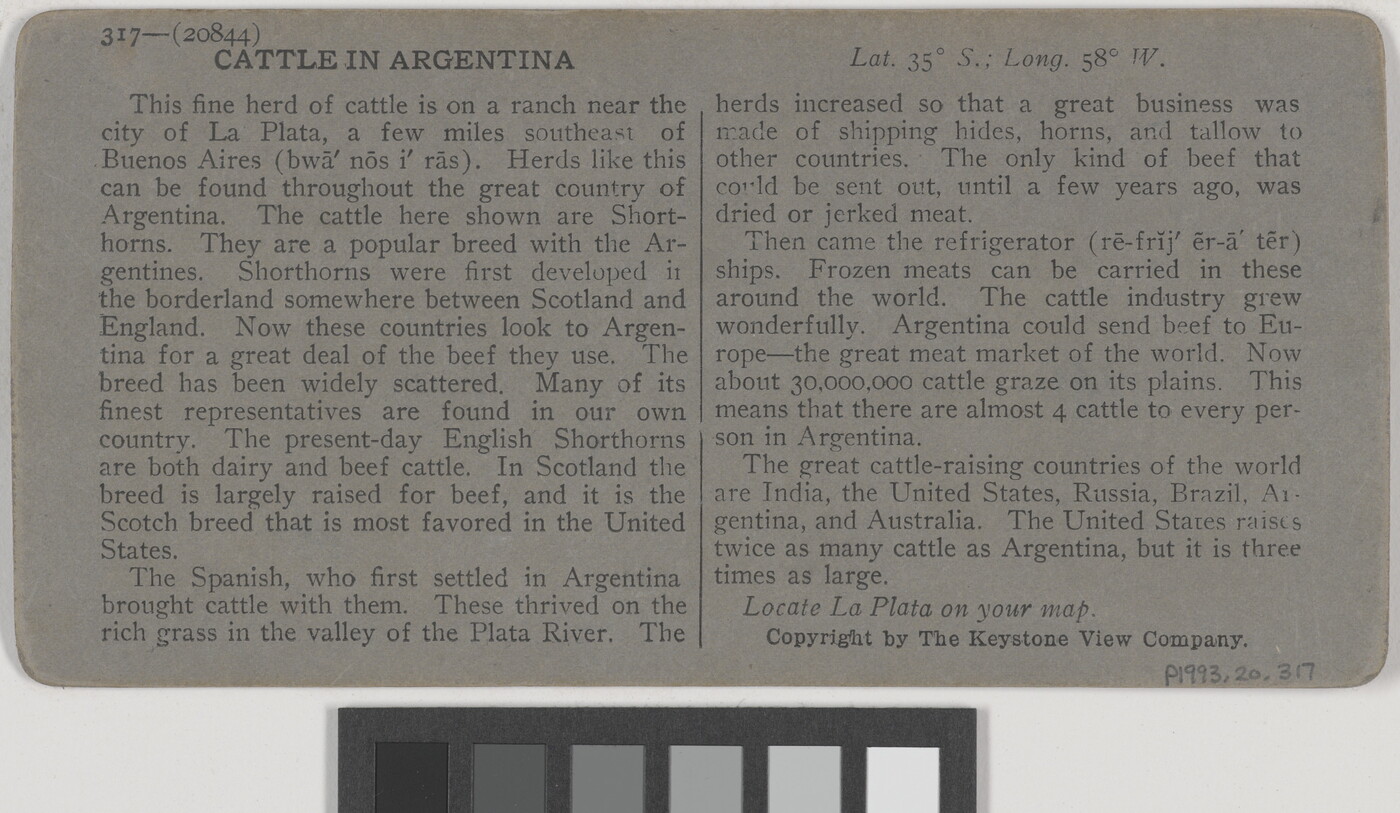 317—(20844)
CATTLE IN ARGENTINA
Lat. 35° S.; Long. 58° W.
This fine herd of cattle is on a ranch near the
city of La Plata, a few miles southeast of
Buenos Aires (bwā′ nōs i′ rās). Herds like this
can be found throughout the great country of
Argentina. The cattle here shown are Short-
horns. They are a popular breed with the Ar-
gentines. Shorthorns were first developed in
the borderland somewhere between Scotland and
England. Now these countries look to Argen-
tina for a great deal of the beef they use. The
breed has been widely scattered. Many of its
finest representatives are found in our own
country. The present-day English Shorthorns
are both dairy and beef cattle. In Scotland the
breed is largely raised for beef, and it is the
Scotch breed that is most favored in the United
States.
The Spanish, who first settled in Argentina
brought cattle with them. These thrived on the
rich grass in the valley of the Plata River. The
herds increased so that a great business was
made of shipping hides, horns, and tallow to
other countries. The only kind of beef that
could be sent out, until a few years ago, was
dried or jerked meat.
Then came the refrigerator (rē-frĭj′ ẽr-ā′ tẽr)
ships. Frozen meats can be carried in these
around the world. The cattle industry grew
wonderfully. Argentina could send beef to Eu-
rope—the great meat market of the world. Now
about 30,000,000 cattle graze on its plains. This
means that there are almost 4 cattle to every per-
son in Argentina.
The great cattle-raising countries of the world
are India, the United States, Russia, Brazil, Ar-
gentina, and Australia. The United States raises
twice as many cattle as Argentina, but it is three
times as large.
Locate La Plata on your map.
Copyright by The Keystone View Company.
P1993.20.317